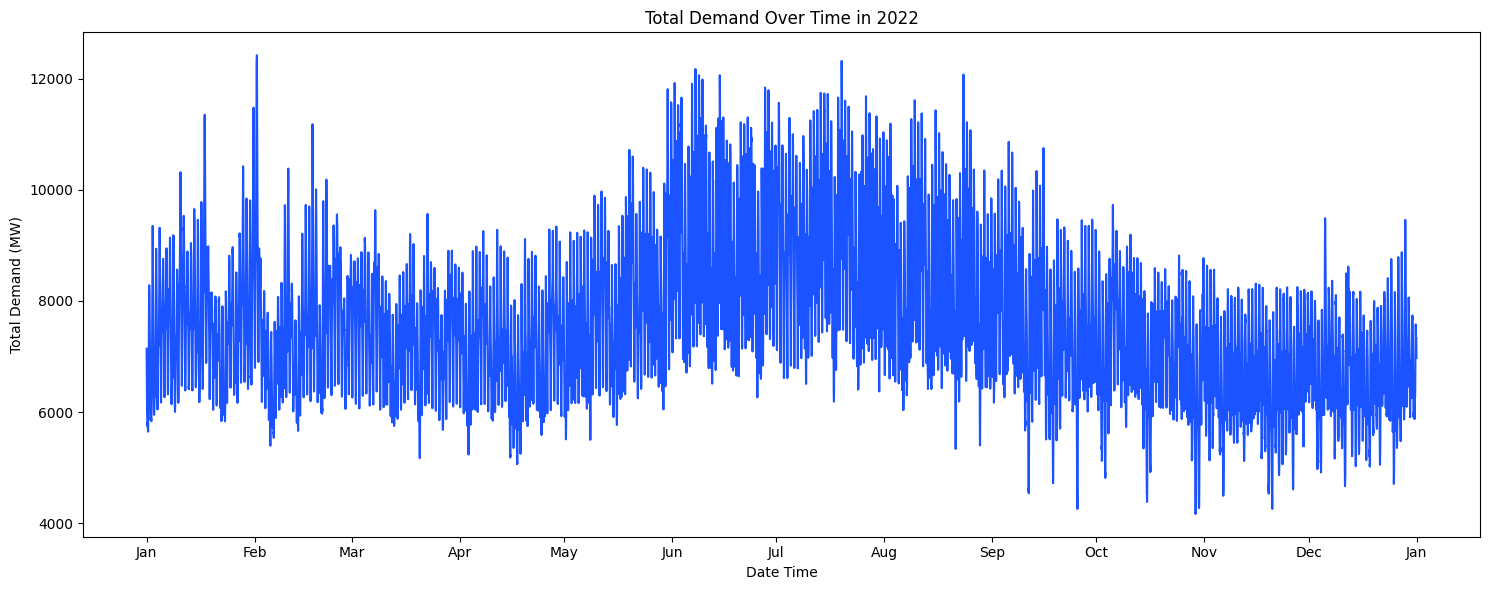 Total Demand Over Time in 2022
Total Demand (MW)
12000
10000
8000
6000
4000
Jan Feb Mar Apr May Jun Jul Aug Sep Oct Nov Dec Jan
Date Time